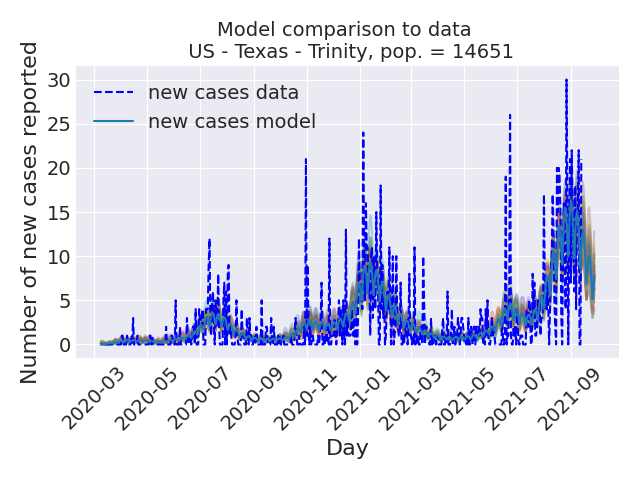 Model comparison to data
US - Texas - Trinity, pop. = 14651
Number of new cases reported
30
25
20
15
10
5
0
new cases data
new cases model
2020-03
2020-05
2020-07
2020-09
2020-11
2021-01
2021-03
2021-05
2021-07
2021-09
Day